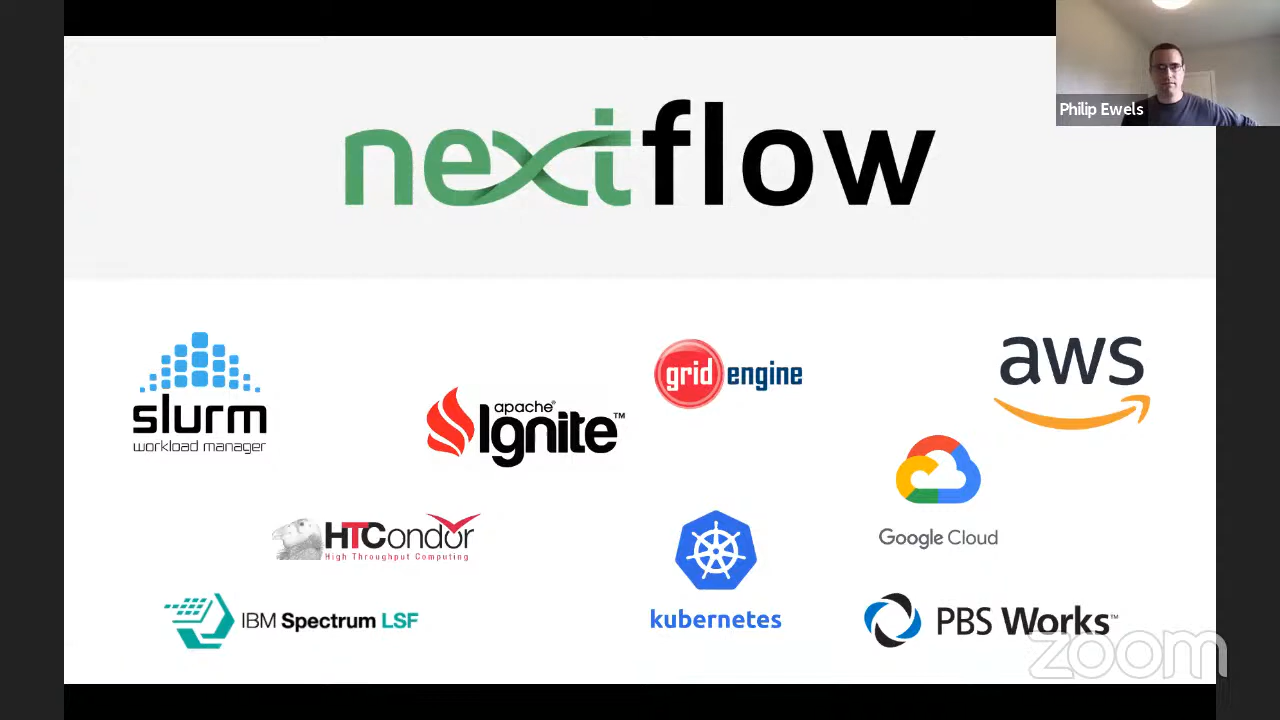 Philip Ewels
nextflow
slurm
workload manager
apache®
Ignite™
grid engine
aws
HTCondor
High Throughput Computing
Google Cloud
IBM Spectrum LSF
kubernetes
PBS Works™
zoom